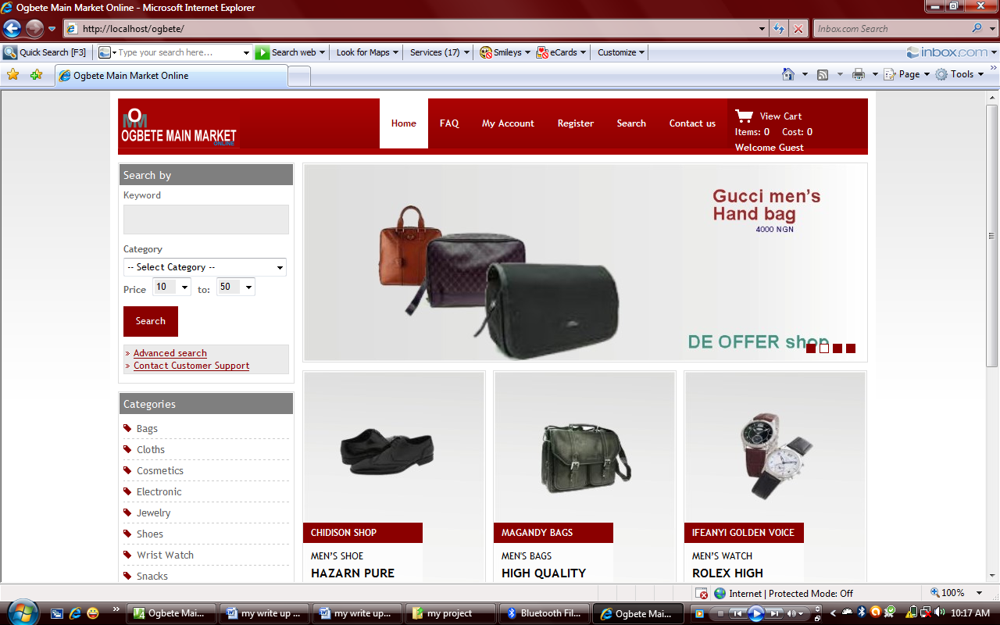 Ogbete Main Market Online - Microsoft Internet Explorer
http://localhost/ogbete/
Inbox.com Search
Quick Search [F3]
Type your search here...
Search web
Look for Maps
Services (17)
Smileys
eCards
Customize
inbox.com
Ogbete Main Market Online
Page
Tools
OMM
OGBETE MAIN MARKET
ONLINE
Home
FAQ
My Account
Register
Search
Contact us
View Cart
Items: 0 Cost: 0
Welcome Guest
Search by
Keyword
Category
-- Select Category --
Price 10 to: 50
Search
Advanced search
Contact Customer Support
Gucci men's
Hand bag
4000 NGN
DE OFFER shop
Categories
Bags
Cloths
Cosmetics
Electronic
Jewelry
Shoes
Wrist Watch
Snacks
CHIDISON SHOP
MEN'S SHOE
HAZARN PURE
MAGANDY BAGS
MEN'S BAGS
HIGH QUALITY
IFEANYI GOLDEN VOICE
MEN'S WATCH
ROLEX HIGH
Internet | Protected Mode: Off
100%
Ogbete Mai...
my write up ...
my write up...
my project
Bluetooth Fil...
Ogbete Mai...
10:17 AM